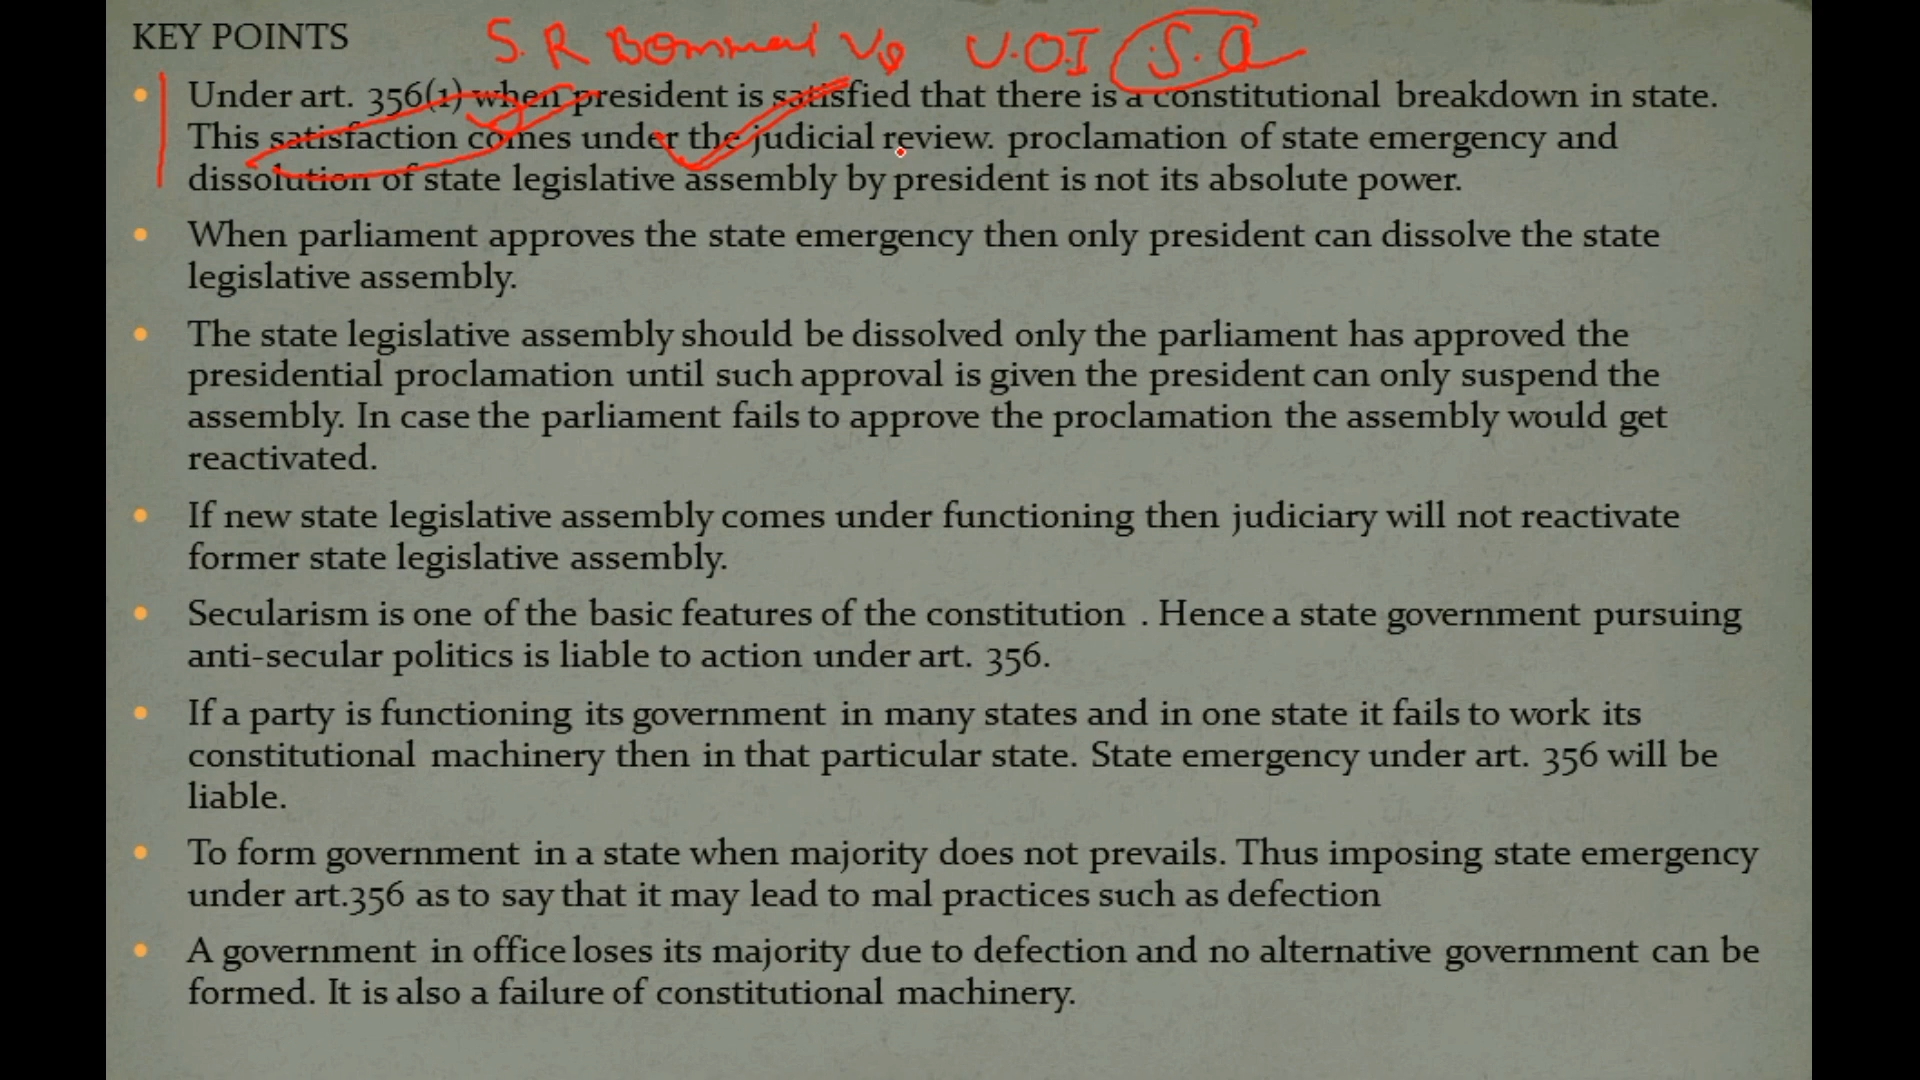 KEY POINTS S.R Bommai Vs U.O.I S.C
Under art. 356(1) when president is satisfied that there is a constitutional breakdown in state.
This satisfaction comes under the judicial review. proclamation of state emergency and
dissolution of state legislative assembly by president is not its absolute power.
When parliament approves the state emergency then only president can dissolve the state
legislative assembly.
The state legislative assembly should be dissolved only the parliament has approved the
presidential proclamation until such approval is given the president can only suspend the
assembly. In case the parliament fails to approve the proclamation the assembly would get
reactivated.
If new state legislative assembly comes under functioning then judiciary will not reactivate
former state legislative assembly.
Secularism is one of the basic features of the constitution . Hence a state government pursuing
anti-secular politics is liable to action under art. 356.
If a party is functioning its government in many states and in one state it fails to work its
constitutional machinery then in that particular state. State emergency under art. 356 will be
liable.
To form government in a state when majority does not prevails. Thus imposing state emergency
under art.356 as to say that it may lead to mal practices such as defection
A government in office loses its majority due to defection and no alternative government can be
formed. It is also a failure of constitutional machinery.